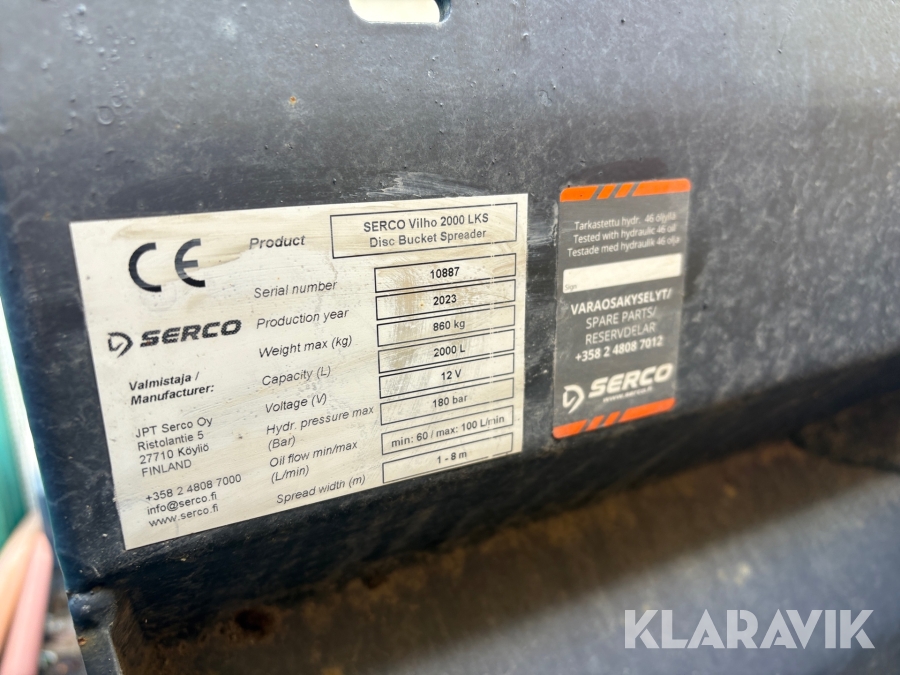 CE
SERCO
Valmistaja /
Manufacturer:
JPT Serco Oy
Ristolantie 5
27710 Köyliö
FINLAND
+358 2 4808 7000
info@serco.fi
www.serco.fi
Product
SERCO Vilho 2000 LKS
Disc Bucket Spreader
Serial number
10887
Production year
2023
Weight max (kg)
860 kg
Capacity (L)
2000 L
Voltage (V)
12 V
Hydr. pressure max
(Bar)
180 bar
Oil flow min/max
(L/min)
min: 60 / max: 100 L/min
Spread width (m)
1 - 8 m
Tarkastettu hydr. 46 öljyllä
Tested with hydraulic 46 oil
Testade med hydraulik 46 olja
Sign.
VARAOSAKYSELYT/
SPARE PARTS/
RESERVDELAR
+358 2 4808 7012
SERCO
www.serco.fi
KLARAVIK